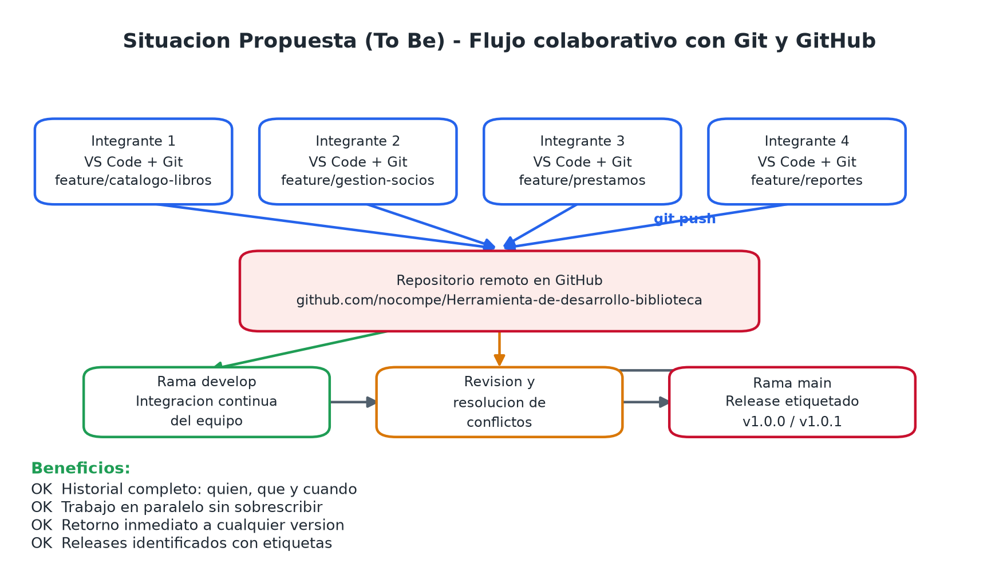 Situacion Propuesta (To Be) - Flujo colaborativo con Git y GitHub
Integrante 1
VS Code + Git
feature/catalogo-libros
Integrante 2
VS Code + Git
feature/gestion-socios
Integrante 3
VS Code + Git
feature/prestamos
Integrante 4
VS Code + Git
feature/reportes
git push
Repositorio remoto en GitHub
github.com/nocompe/Herramienta-de-desarrollo-biblioteca
Rama develop
Integracion continua
del equipo
Revision y
resolucion de
conflictos
Rama main
Release etiquetado
v1.0.0 / v1.0.1
Beneficios:
OK Historial completo: quien, que y cuando
OK Trabajo en paralelo sin sobrescribir
OK Retorno inmediato a cualquier version
OK Releases identificados con etiquetas